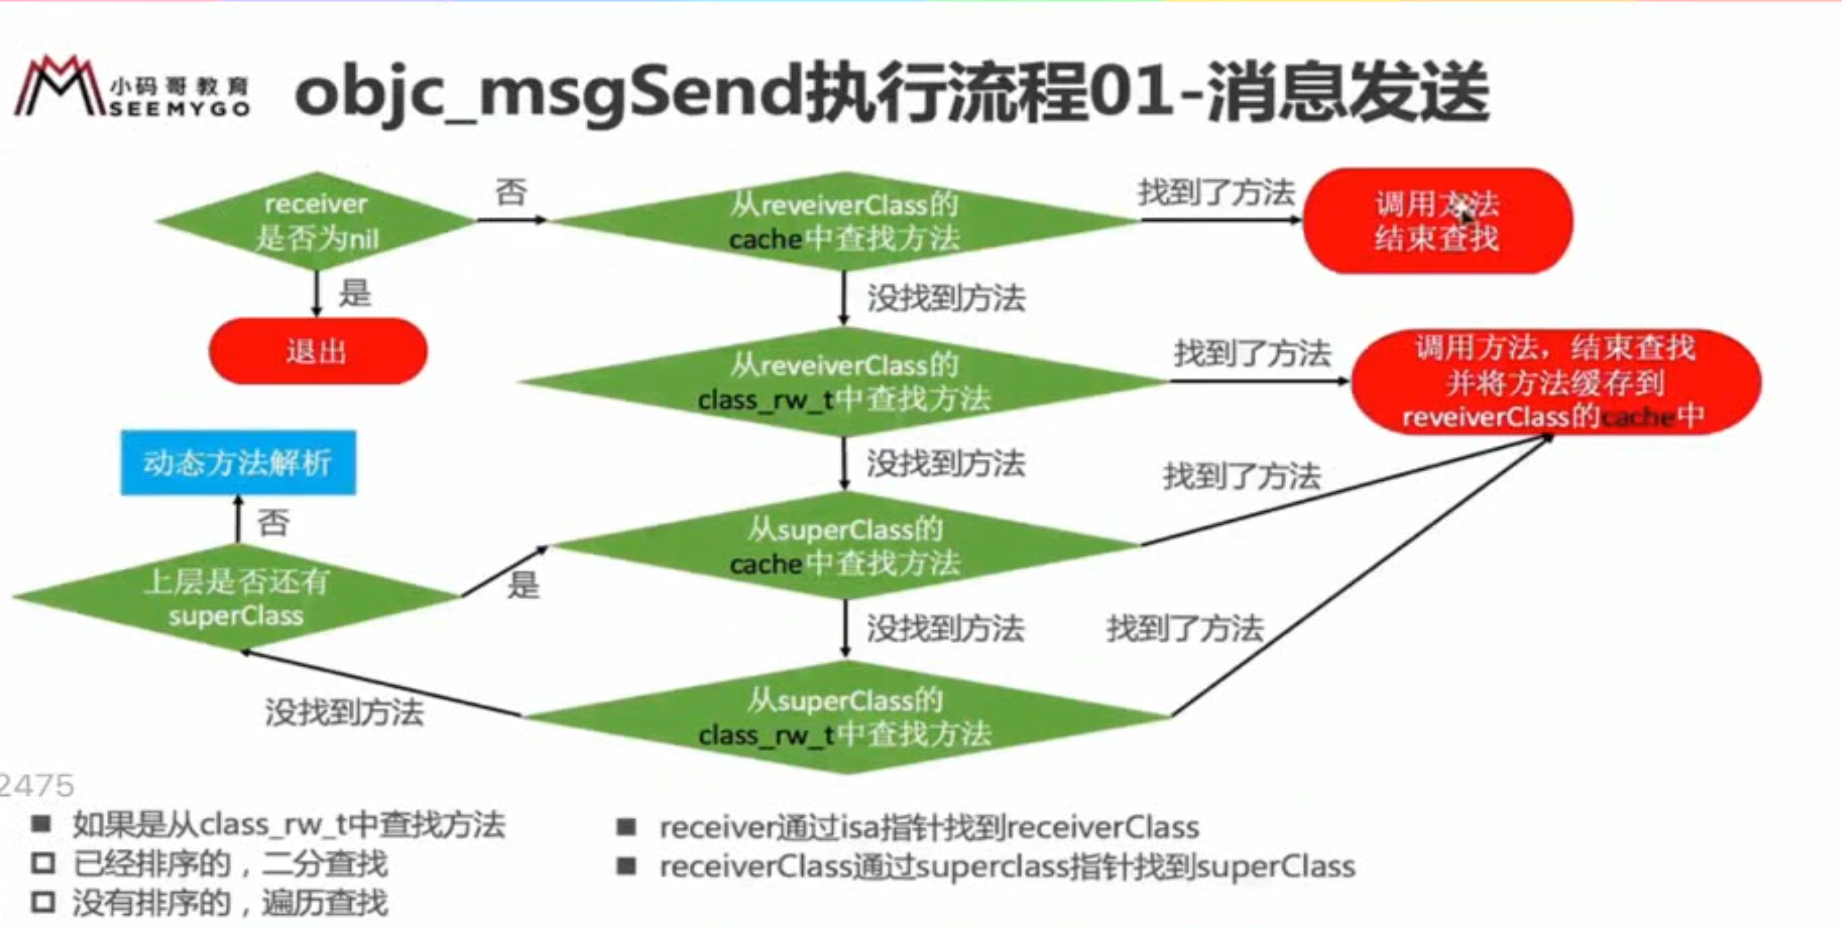 小码哥教育
SEEMYGO
objc_msgSend执行流程01-消息发送
receiver
是否为nil
否
从reveiverClass的
cache中查找方法
找到了方法
调用方法
结束查找
是
没找到方法
退出
从reveiverClass的
class_rw_t中查找方法
找到了方法
调用方法，结束查找
并将方法缓存到
reveiverClass的cache中
动态方法解析
没找到方法
找到了方法
否
从superClass的
cache中查找方法
上层是否还有
superClass
是
没找到方法
找到了方法
没找到方法
从superClass的
class_rw_t中查找方法
2475
如果是从class_rw_t中查找方法
已经排序的，二分查找
没有排序的，遍历查找
receiver通过isa指针找到receiverClass
receiverClass通过superclass指针找到superClass